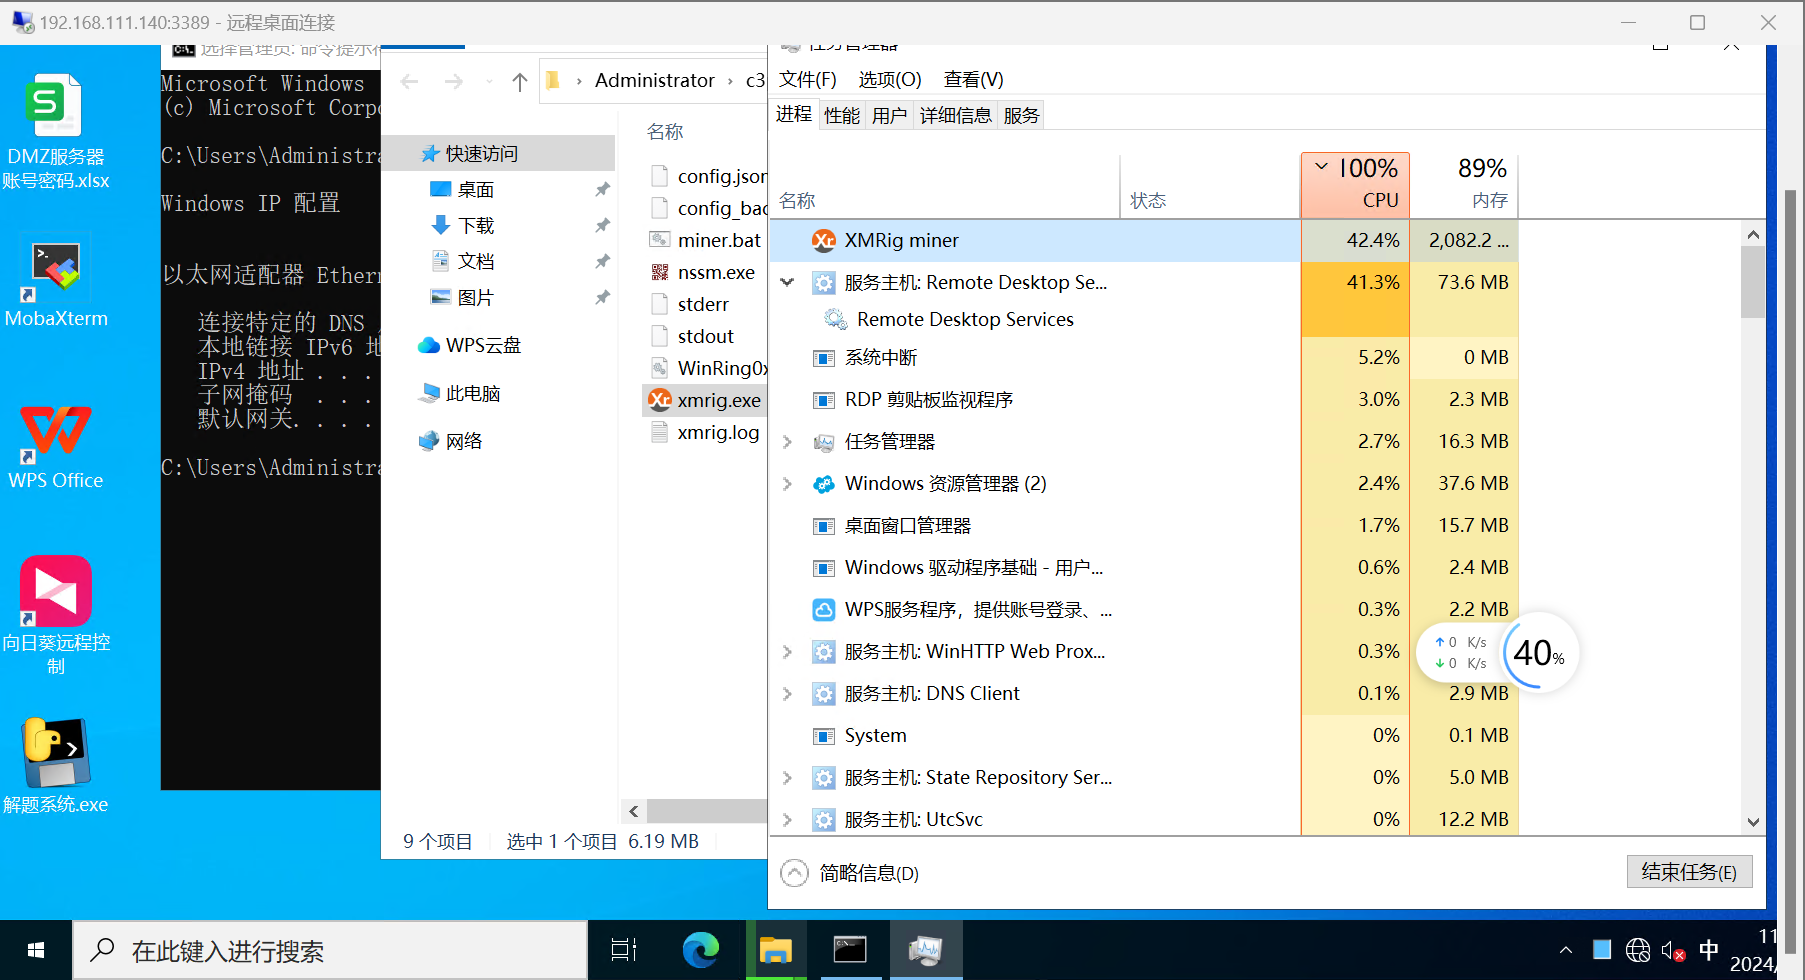 192.168.111.140:3389 - 远程桌面连接
选择管理员: 命令提示符
Microsoft Windows
(c) Microsoft Corpo
C:\Users\Administra
Windows IP 配置
以太网适配器 Ethern
连接特定的 DNS
本地链接 IPv6 地
IPv4 地址 . . . .
子网掩码 . . . .
默认网关. . . . .
C:\Users\Administra
DMZ服务器
账号密码.xlsx
MobaXterm
WPS Office
向日葵远程控
制
解题系统.exe
Administrator › c3
快速访问
桌面
下载
文档
图片
WPS云盘
此电脑
网络
名称
config.json
config_bac
miner.bat
nssm.exe
stderr
stdout
WinRing0x
xmrig.exe
xmrig.log
9 个项目 选中 1 个项目 6.19 MB
任务管理器
文件(F) 选项(O) 查看(V)
进程 性能 用户 详细信息 服务
100% 89%
名称 状态 CPU 内存
XMRig miner 42.4% 2,082.2 ...
服务主机: Remote Desktop Se... 41.3% 73.6 MB
Remote Desktop Services
系统中断 5.2% 0 MB
RDP 剪贴板监视程序 3.0% 2.3 MB
任务管理器 2.7% 16.3 MB
Windows 资源管理器 (2) 2.4% 37.6 MB
桌面窗口管理器 1.7% 15.7 MB
Windows 驱动程序基础 - 用户... 0.6% 2.4 MB
WPS服务程序，提供账号登录、... 0.3% 2.2 MB
服务主机: WinHTTP Web Prox... 0.3%
服务主机: DNS Client 0.1% 2.9 MB
System 0% 0.1 MB
服务主机: State Repository Ser... 0% 5.0 MB
服务主机: UtcSvc 0% 12.2 MB
↑ 0 K/s
↓ 0 K/s
40%
简略信息(D)
结束任务(E)
在此键入进行搜索
中
11
2024/